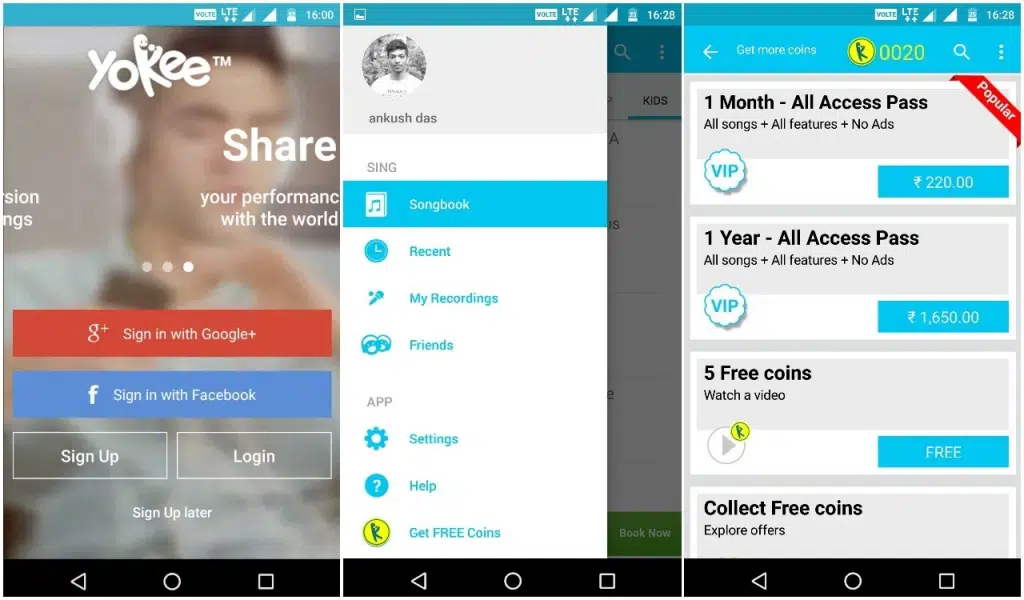 VOLTE LTE 16:00
YOKEE™
Share
rsion
ngs
your performanc
with the world
g+ Sign in with Google+
f Sign in with Facebook
Sign Up
Login
Sign Up later
VOLTE LTE 16:28
ankush das
KIDS
SING
Songbook
Recent
My Recordings
Friends
APP
Settings
? Help
Get FREE Coins
Book Now
VOLTE LTE 16:28
Get more coins
0020
Popular
1 Month - All Access Pass
All songs + All features + No Ads
VIP
₹ 220.00
1 Year - All Access Pass
All songs + All features + No Ads
VIP
₹ 1,650.00
5 Free coins
Watch a video
FREE
Collect Free coins
Explore offers